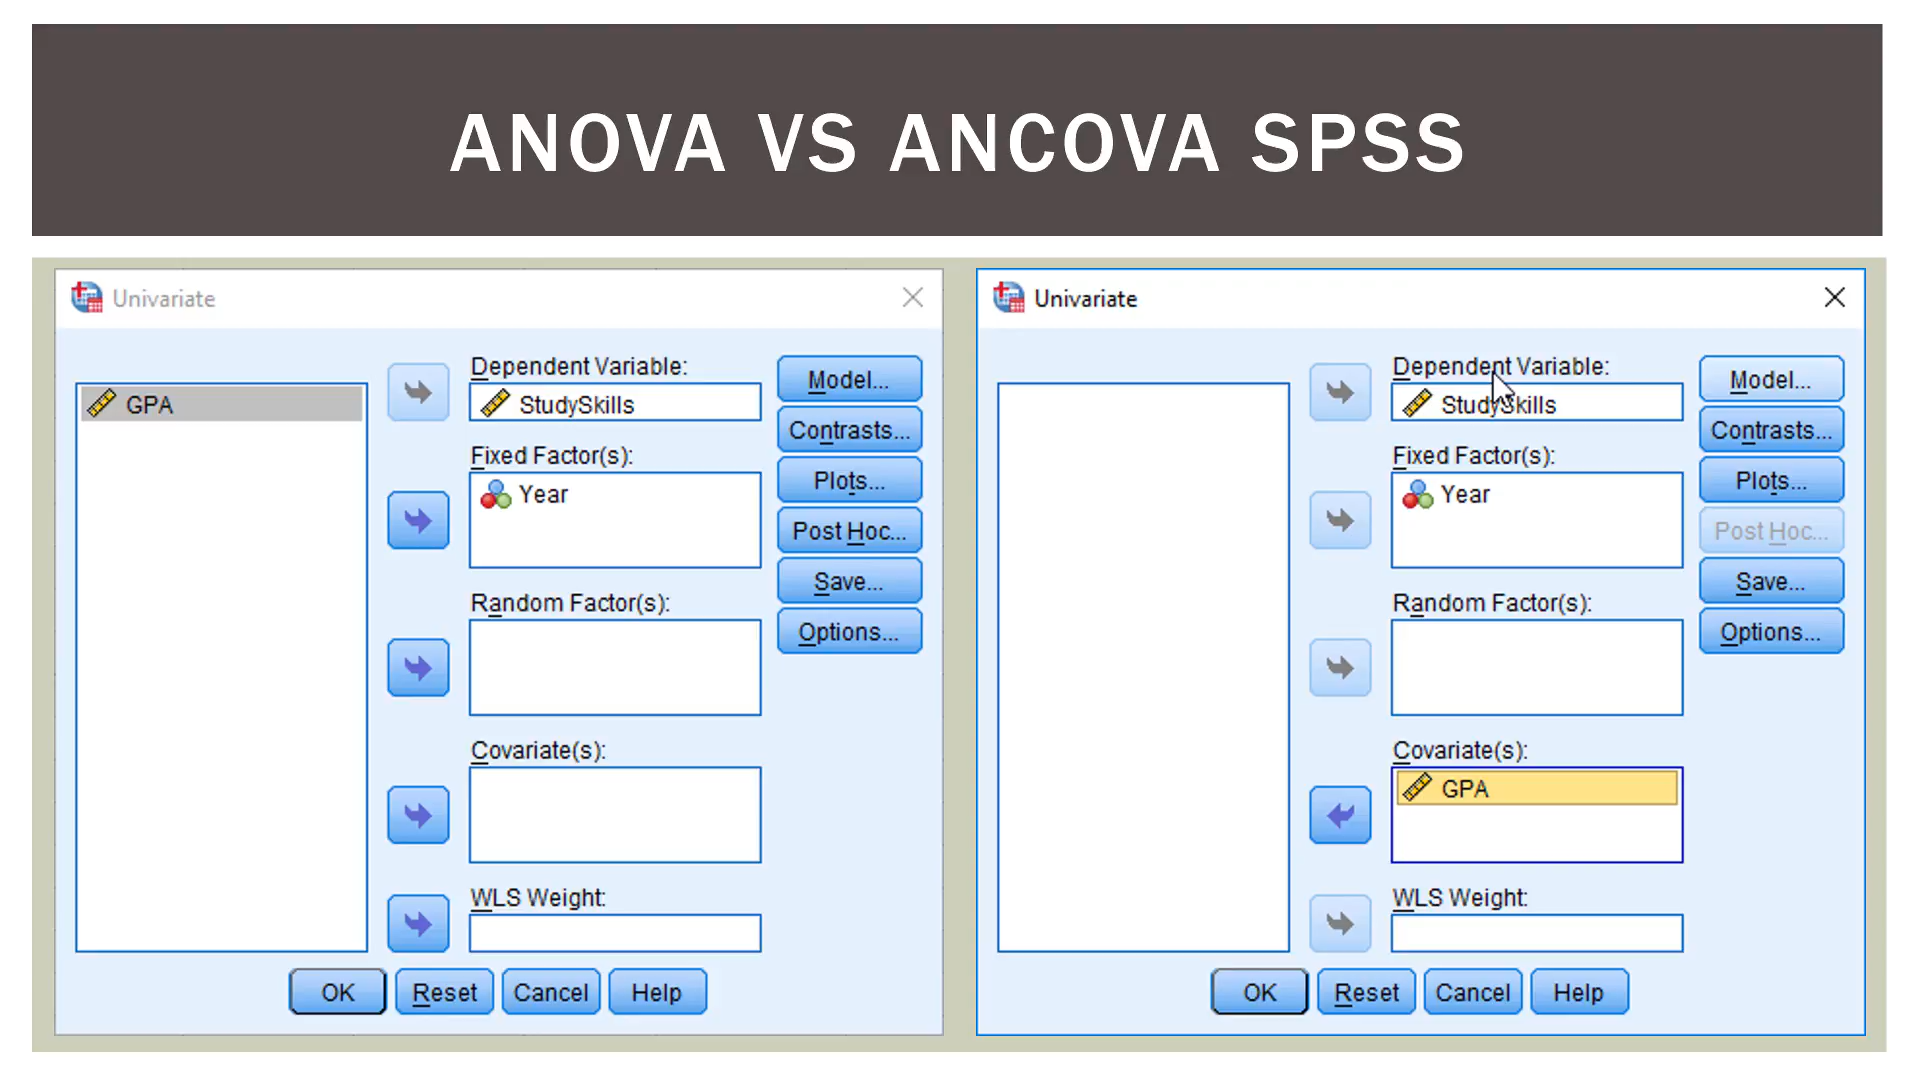 ANOVA VS ANCOVA SPSS
Univariate
GPA
Dependent Variable:
StudySkills
Fixed Factor(s):
Year
Random Factor(s):
Covariate(s):
WLS Weight:
Model...
Contrasts...
Plots...
Post Hoc...
Save...
Options...
OK
Reset
Cancel
Help
Univariate
Dependent Variable:
StudySkills
Fixed Factor(s):
Year
Random Factor(s):
Covariate(s):
GPA
WLS Weight:
Model...
Contrasts...
Plots...
Post Hoc...
Save...
Options...
OK
Reset
Cancel
Help